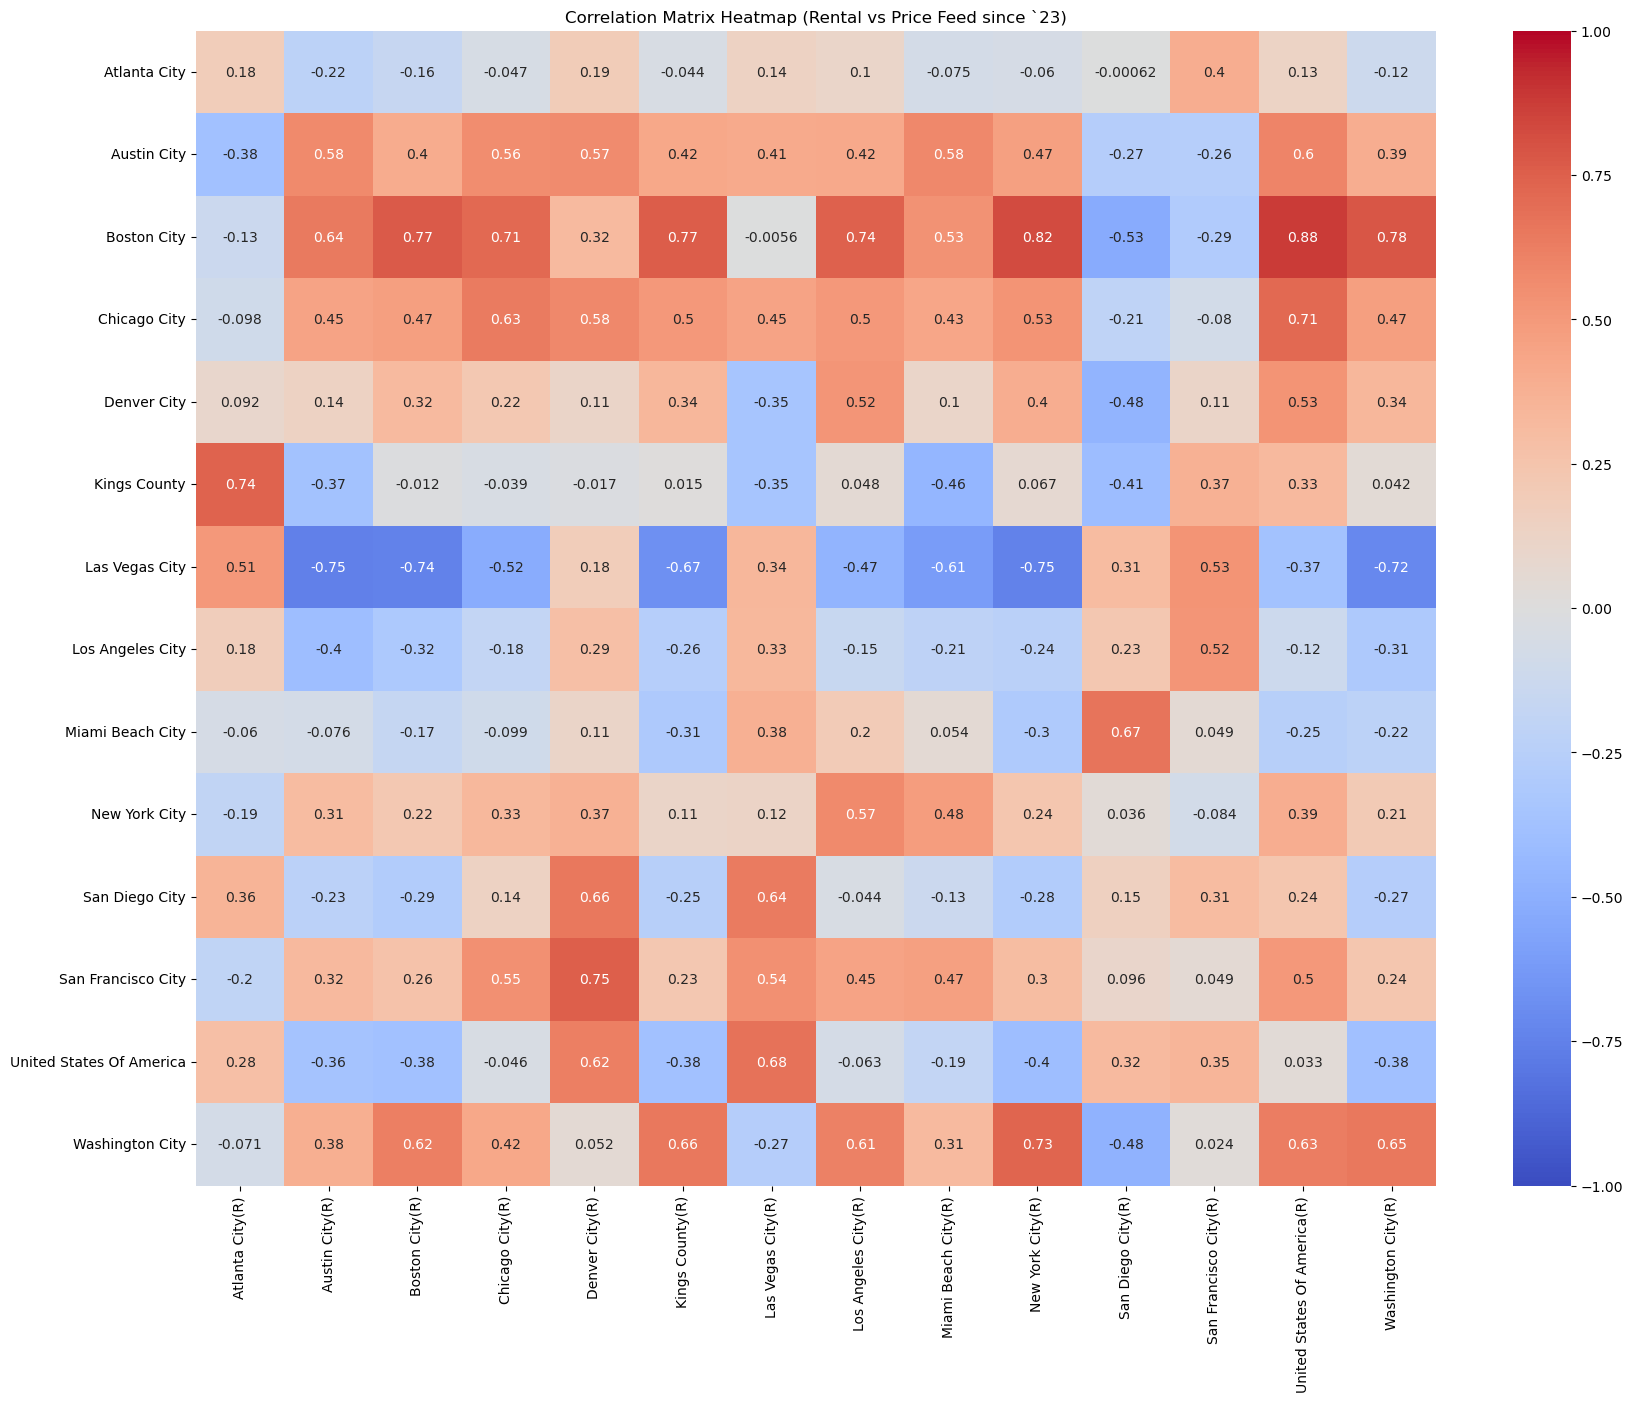 Correlation Matrix Heatmap (Rental vs Price Feed since `23)
Atlanta City 0.18 -0.22 -0.16 -0.047 0.19 -0.044 0.14 0.1 -0.075 -0.06 -0.00062 0.4 0.13 -0.12
Austin City -0.38 0.58 0.4 0.56 0.57 0.42 0.41 0.42 0.58 0.47 -0.27 -0.26 0.6 0.39
Boston City -0.13 0.64 0.77 0.71 0.32 0.77 -0.0056 0.74 0.53 0.82 -0.53 -0.29 0.88 0.78
Chicago City -0.098 0.45 0.47 0.63 0.58 0.5 0.45 0.5 0.43 0.53 -0.21 -0.08 0.71 0.47
Denver City 0.092 0.14 0.32 0.22 0.11 0.34 -0.35 0.52 0.1 0.4 -0.48 0.11 0.53 0.34
Kings County 0.74 -0.37 -0.012 -0.039 -0.017 0.015 -0.35 0.048 -0.46 0.067 -0.41 0.37 0.33 0.042
Las Vegas City 0.51 -0.75 -0.74 -0.52 0.18 -0.67 0.34 -0.47 -0.61 -0.75 0.31 0.53 -0.37 -0.72
Los Angeles City 0.18 -0.4 -0.32 -0.18 0.29 -0.26 0.33 -0.15 -0.21 -0.24 0.23 0.52 -0.12 -0.31
Miami Beach City -0.06 -0.076 -0.17 -0.099 0.11 -0.31 0.38 0.2 0.054 -0.3 0.67 0.049 -0.25 -0.22
New York City -0.19 0.31 0.22 0.33 0.37 0.11 0.12 0.57 0.48 0.24 0.036 -0.084 0.39 0.21
San Diego City 0.36 -0.23 -0.29 0.14 0.66 -0.25 0.64 -0.044 -0.13 -0.28 0.15 0.31 0.24 -0.27
San Francisco City -0.2 0.32 0.26 0.55 0.75 0.23 0.54 0.45 0.47 0.3 0.096 0.049 0.5 0.24
United States Of America 0.28 -0.36 -0.38 -0.046 0.62 -0.38 0.68 -0.063 -0.19 -0.4 0.32 0.35 0.033 -0.38
Washington City -0.071 0.38 0.62 0.42 0.052 0.66 -0.27 0.61 0.31 0.73 -0.48 0.024 0.63 0.65
Atlanta City(R)
Austin City(R)
Boston City(R)
Chicago City(R)
Denver City(R)
Kings County(R)
Las Vegas City(R)
Los Angeles City(R)
Miami Beach City(R)
New York City(R)
San Diego City(R)
San Francisco City(R)
United States Of America(R)
Washington City(R)
1.00
0.75
0.50
0.25
0.00
−0.25
−0.50
−0.75
−1.00